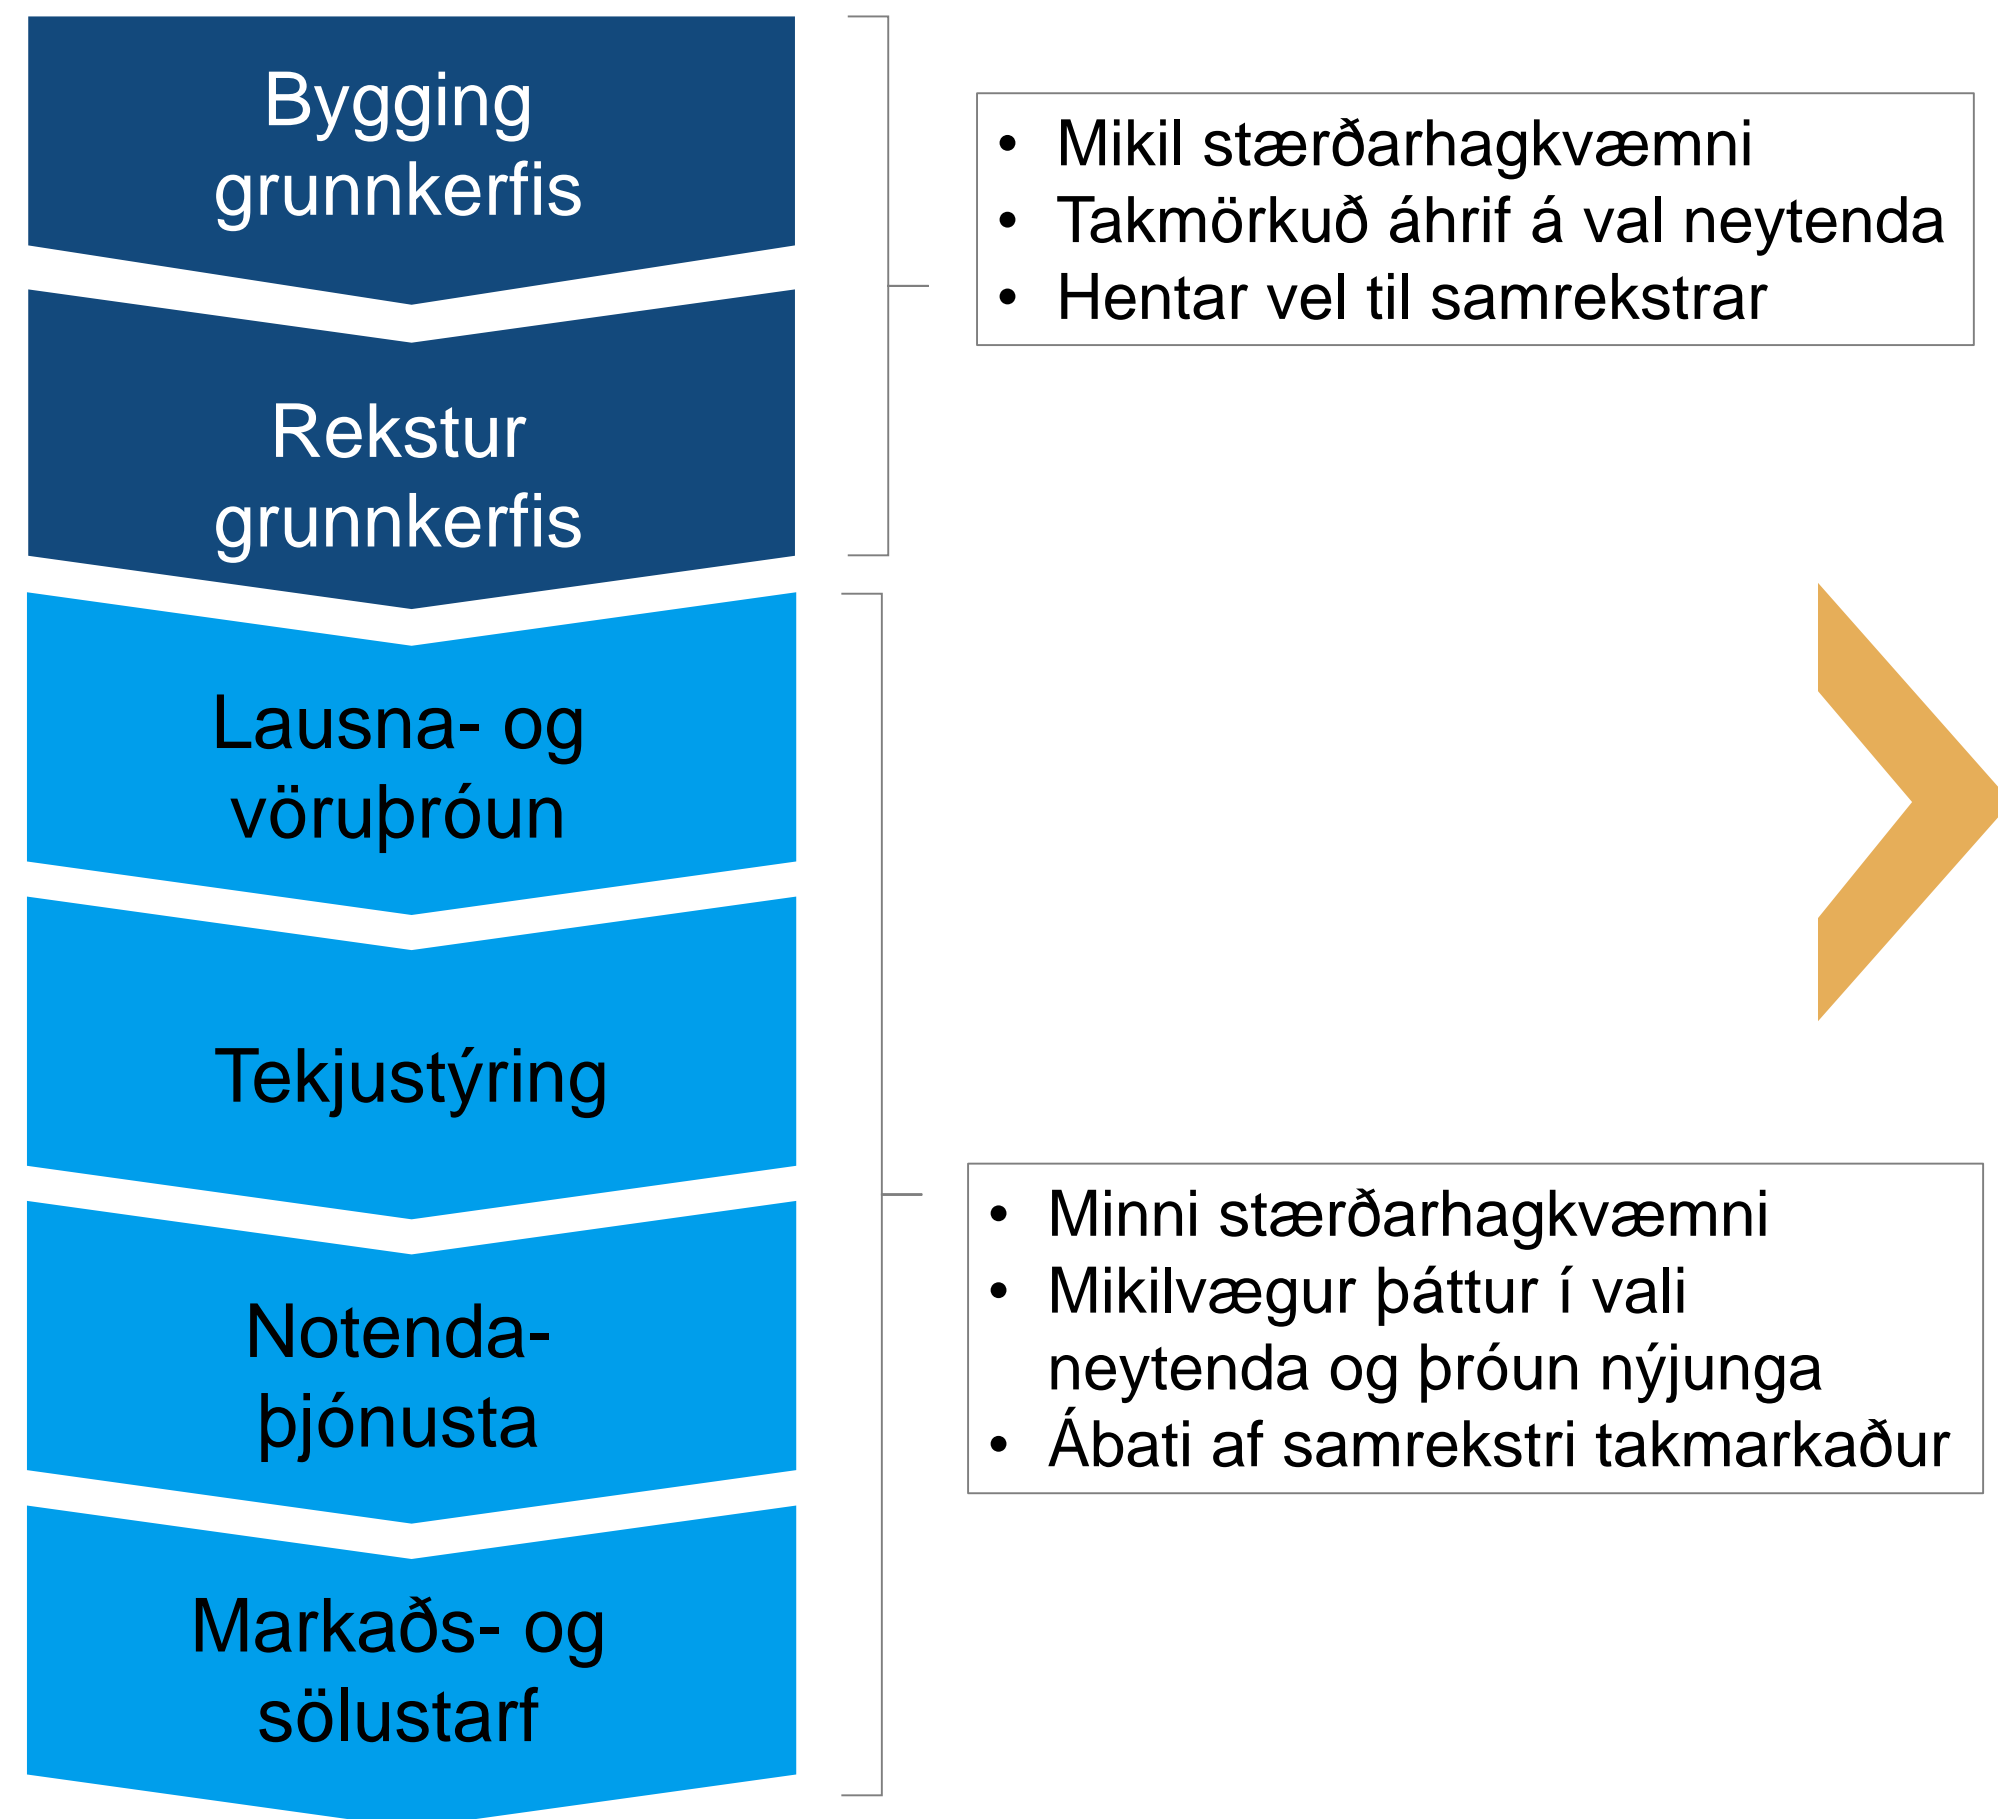 Bygging
grunnkerfis
• Mikil stærðarhagkvæmni
• Takmörkuð áhrif á val neytenda
• Hentar vel til samrekstrar
Rekstur
grunnkerfis
Lausna- og
vöruþróun
Tekjustýring
• Minni stærðarhagkvæmni
• Mikilvægur þáttur í vali
neytenda og þróun nýjunga
• Ábati af samrekstri takmarkaður
Notenda-
þjónusta
Markaðs- og
sölustarf